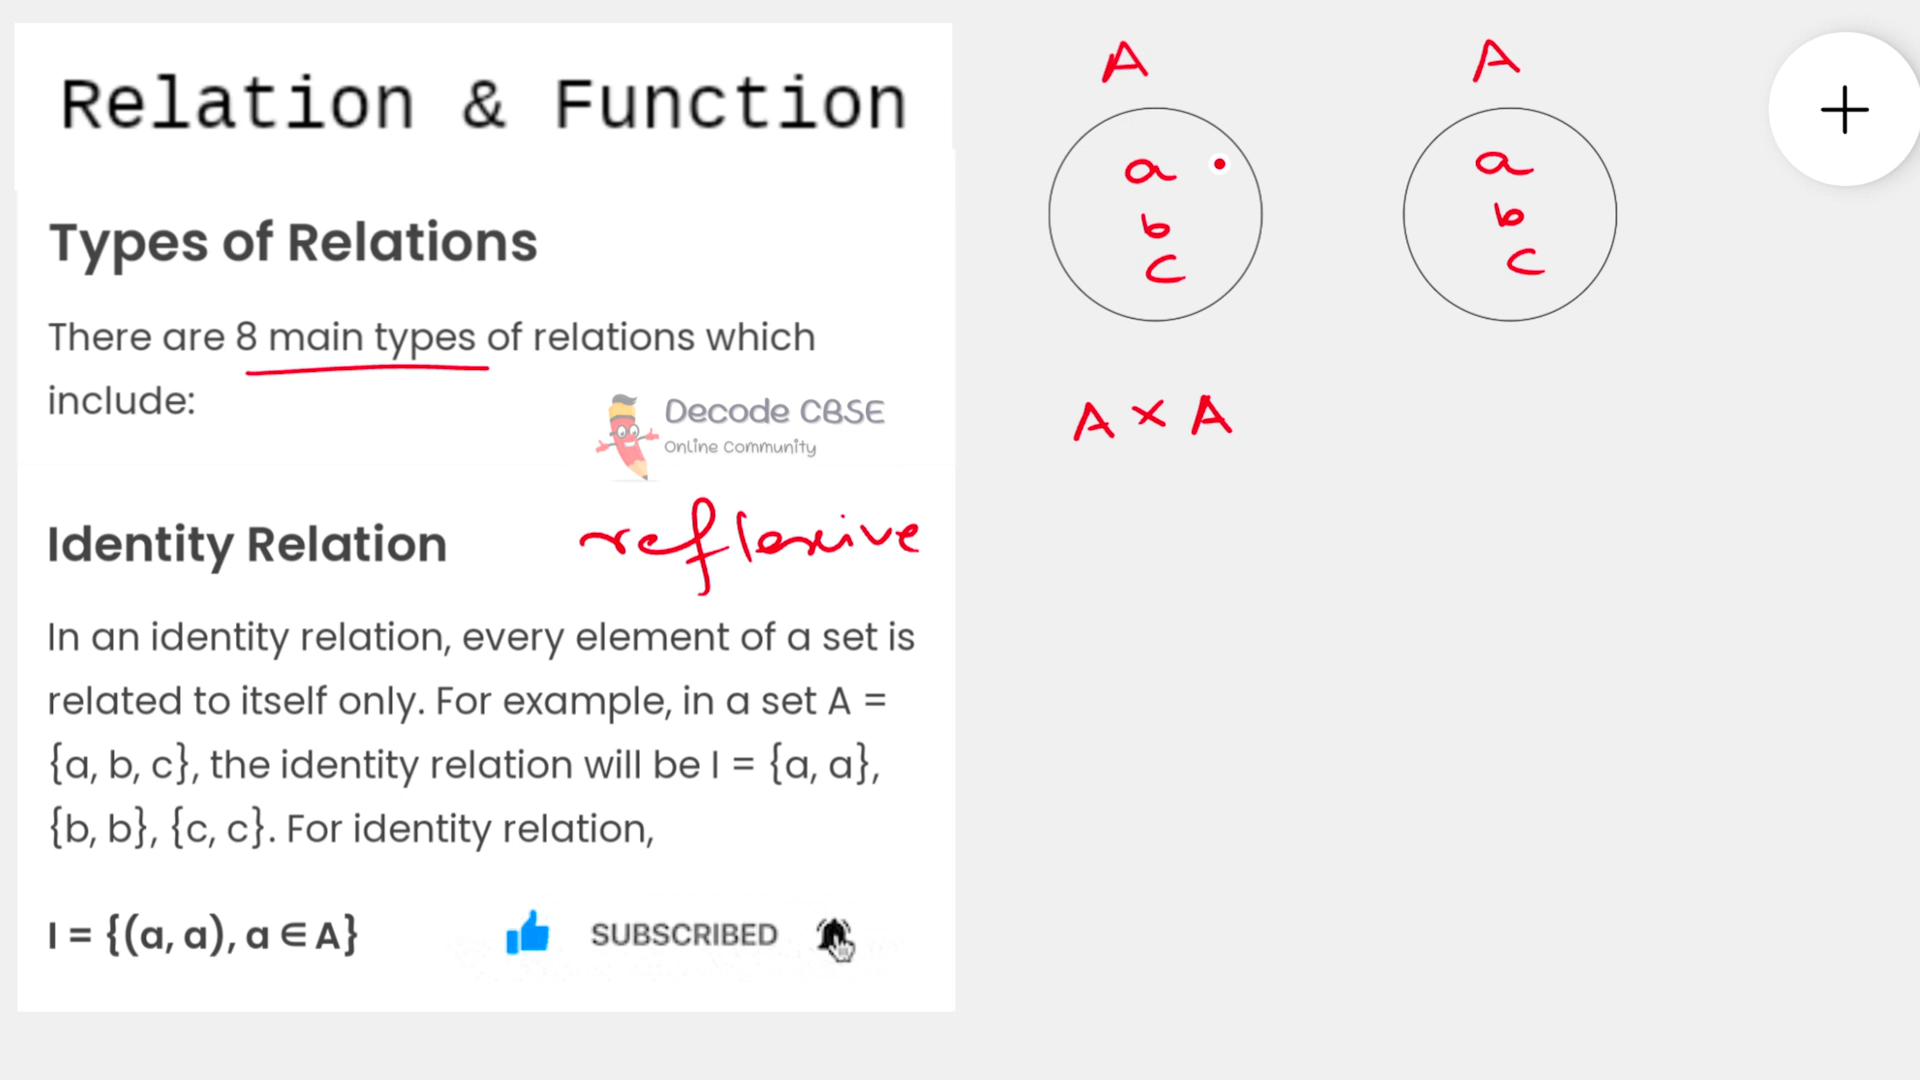 Relation & Function
Types of Relations
There are 8 main types of relations which
include:
Decode CBSE
Online Community
Identity Relation
reflexive
In an identity relation, every element of a set is
related to itself only. For example, in a set A =
{a, b, c}, the identity relation will be I = {a, a},
{b, b}, {c, c}. For identity relation,
I = {(a, a), a ∈ A}
SUBSCRIBED
A
a
b
c
A
a
b
c
A × A